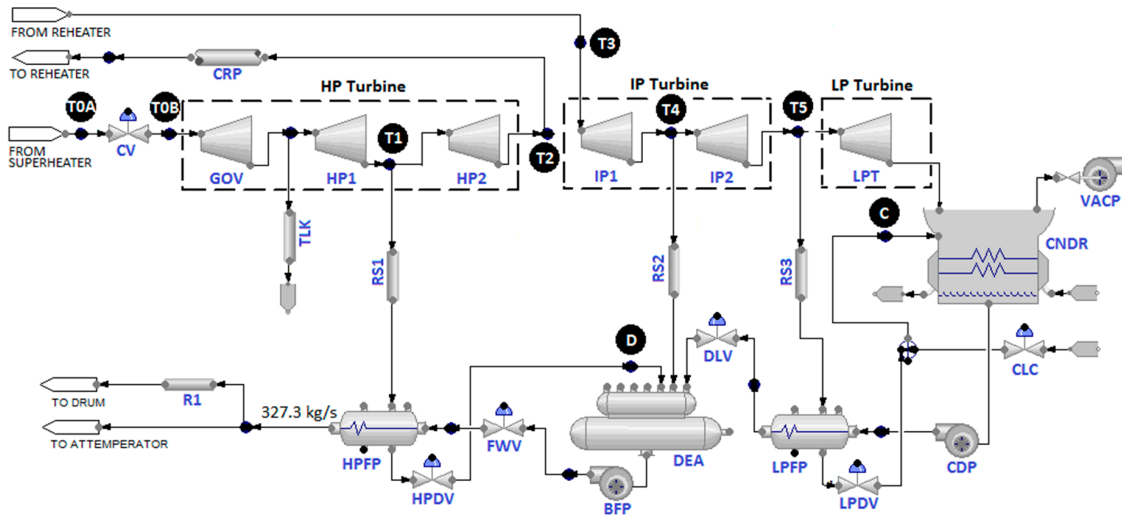 FROM REHEATER
T3
TO REHEATER
CRP
HP Turbine
IP Turbine
LP Turbine
T0A
T0B
T1
T4
T5
FROM
SUPERHEATER
CV
GOV
HP1
HP2
T2
IP1
IP2
LPT
VACP
C
CNDR
TLK
RS1
RS2
RS3
D
DLV
CLC
TO DRUM
R1
327.3 kg/s
TO ATTEMPERATOR
HPFP
FWV
DEA
LPFP
CDP
HPDV
BFP
LPDV